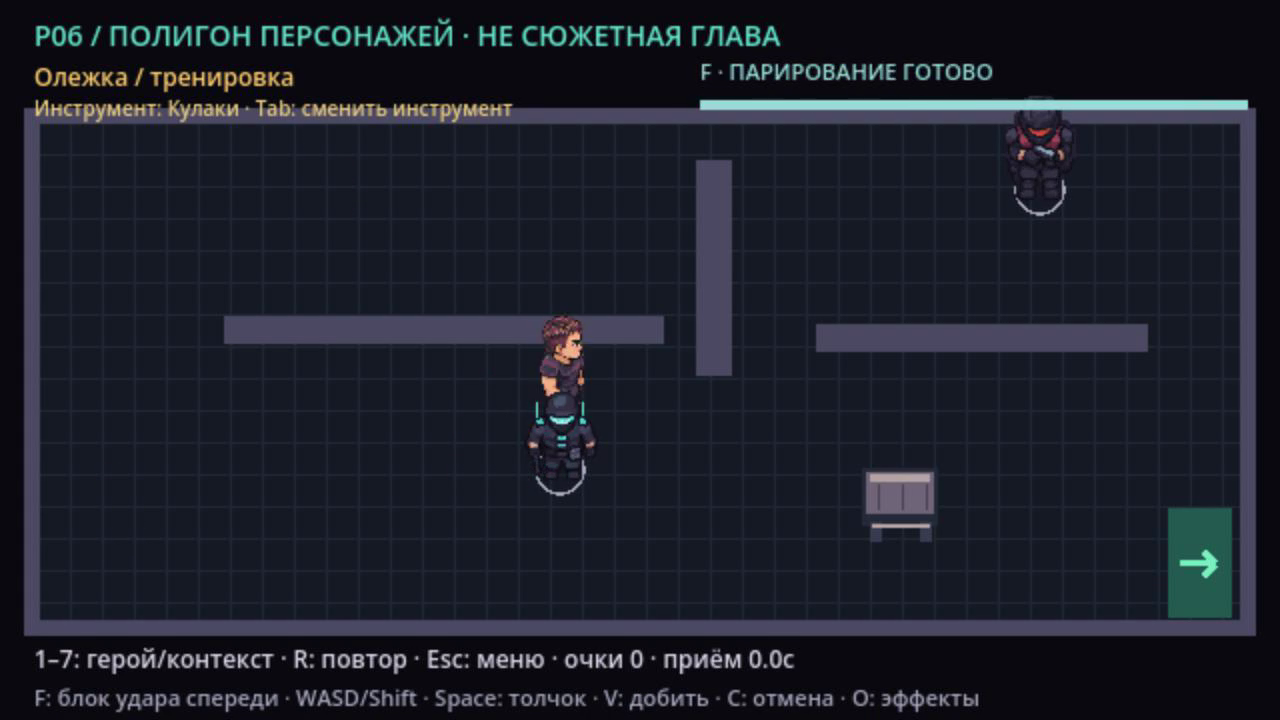 P06 / ПОЛИГОН ПЕРСОНАЖЕЙ · НЕ СЮЖЕТНАЯ ГЛАВА
Олежка / тренировка
F · ПАРИРОВАНИЕ ГОТОВО
Инструмент: Кулаки · Tab: сменить инструмент
1–7: герой/контекст · R: повтор · Esc: меню · очки 0 · приём 0.0с
F: блок удара спереди · WASD/Shift · Space: толчок · V: добить · C: отмена · O: эффекты